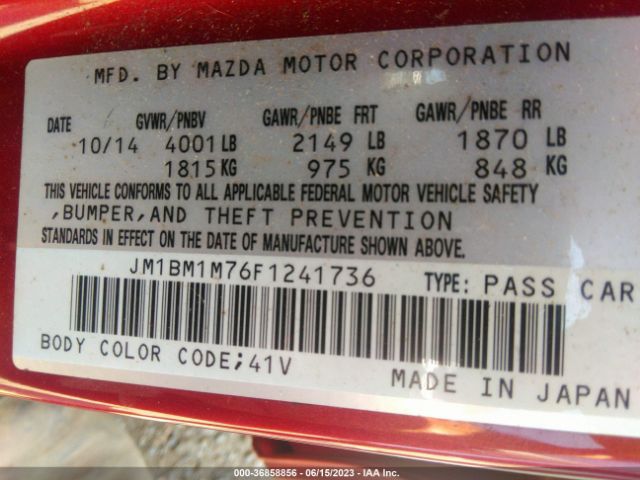 MFD. BY MAZDA MOTOR CORPORATION
DATE GVWR/PNBV GAWR/PNBE FRT GAWR/PNBE RR
10/14 4001 LB 2149 LB 1870 LB
1815 KG 975 KG 848 KG
THIS VEHICLE CONFORMS TO ALL APPLICABLE FEDERAL MOTOR VEHICLE SAFETY
,BUMPER,AND THEFT PREVENTION
STANDARDS IN EFFECT ON THE DATE OF MANUFACTURE SHOWN ABOVE.
JM1BM1M76F1241736 TYPE: PASS CAR
BODY COLOR CODE;41V
MADE IN JAPAN
000-36858856 - 06/15/2023 - IAA Inc.